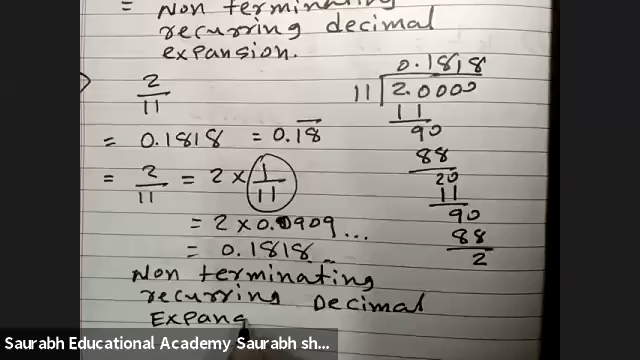 = Non terminating
recurring decimal
expansion.
2/11
= 0.1818 = 0.1̅8̅
= 2/11 = 2 × 1/11
= 2 × 0.0909...
= 0.1818...
Non terminating
recurring Decimal
Expans
0.1818
11 2.0000
11
90
88
20
11
90
88
2
Saurabh Educational Academy Saurabh sh...